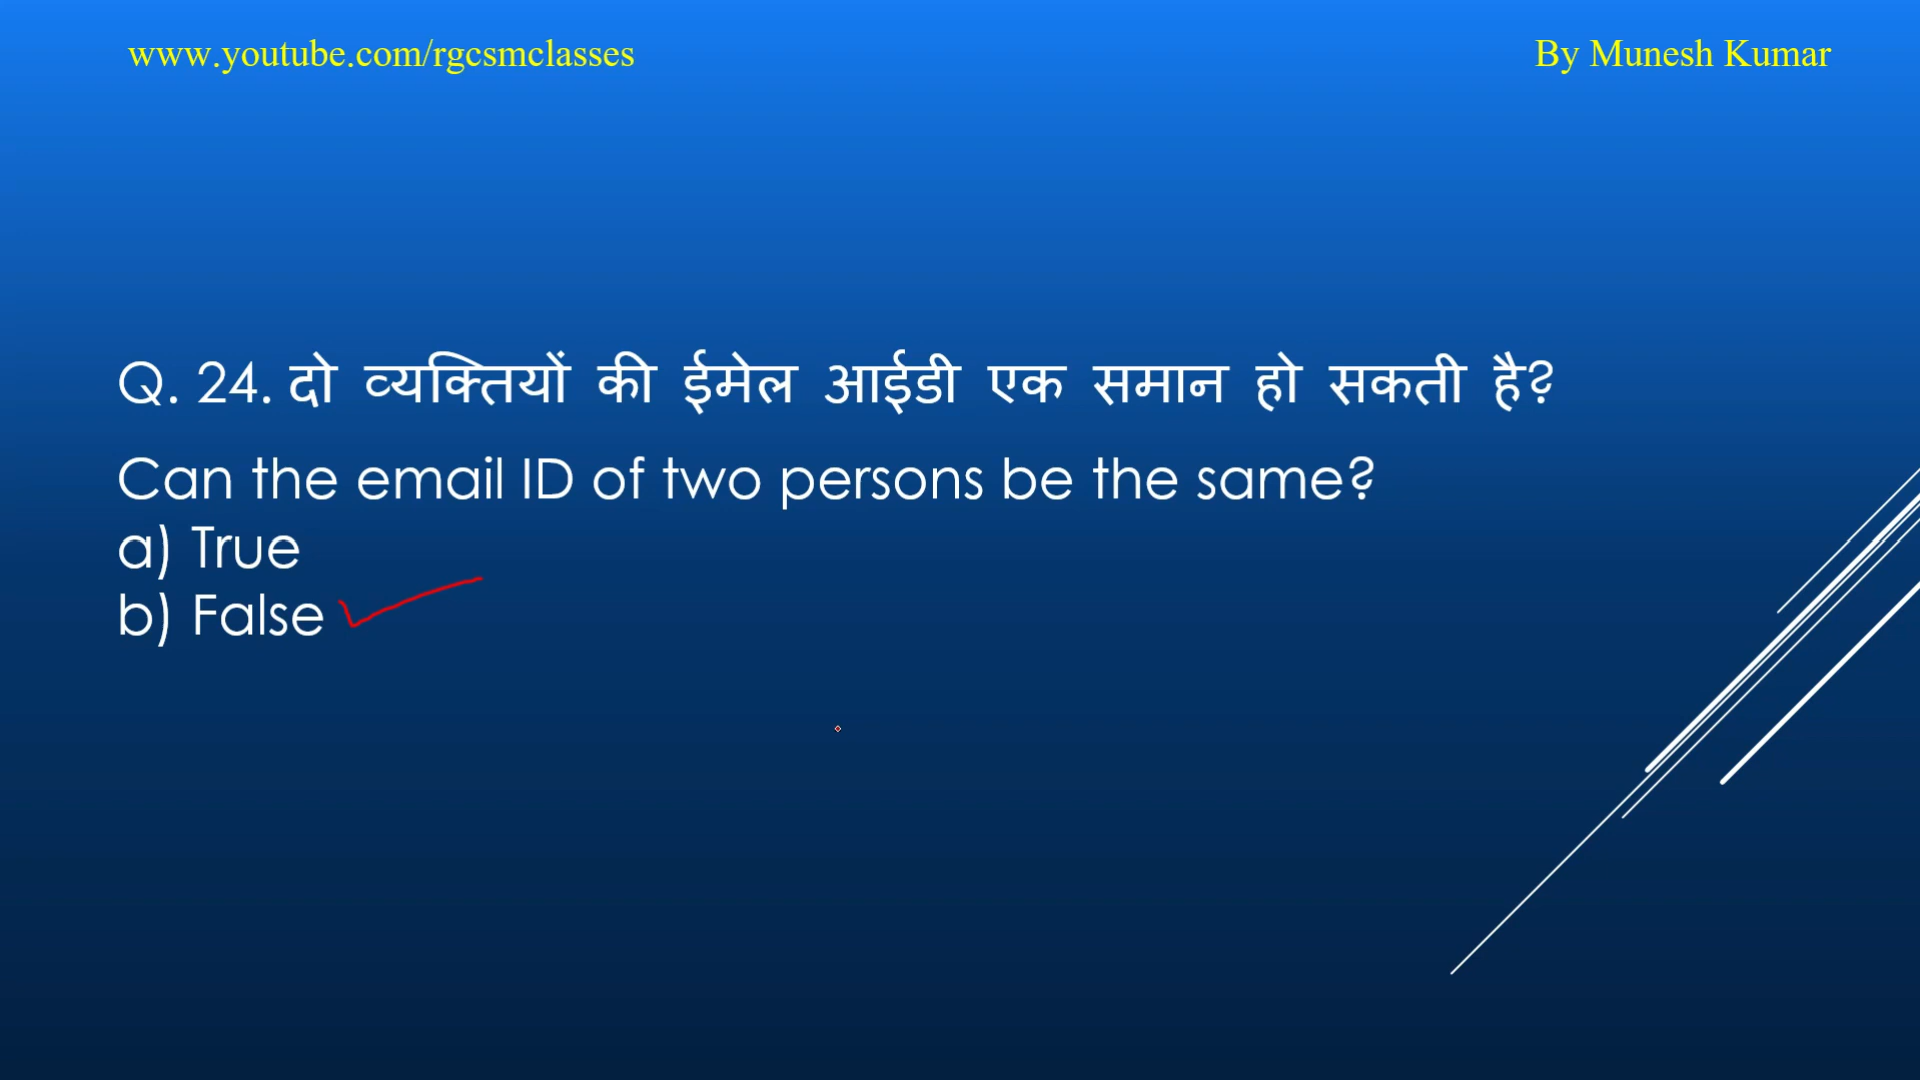 www.youtube.com/rgcsmclasses
By Munesh Kumar
Q. 24. दो व्यक्तियों की ईमेल आईडी एक समान हो सकती है?
Can the email ID of two persons be the same?
a) True
b) False